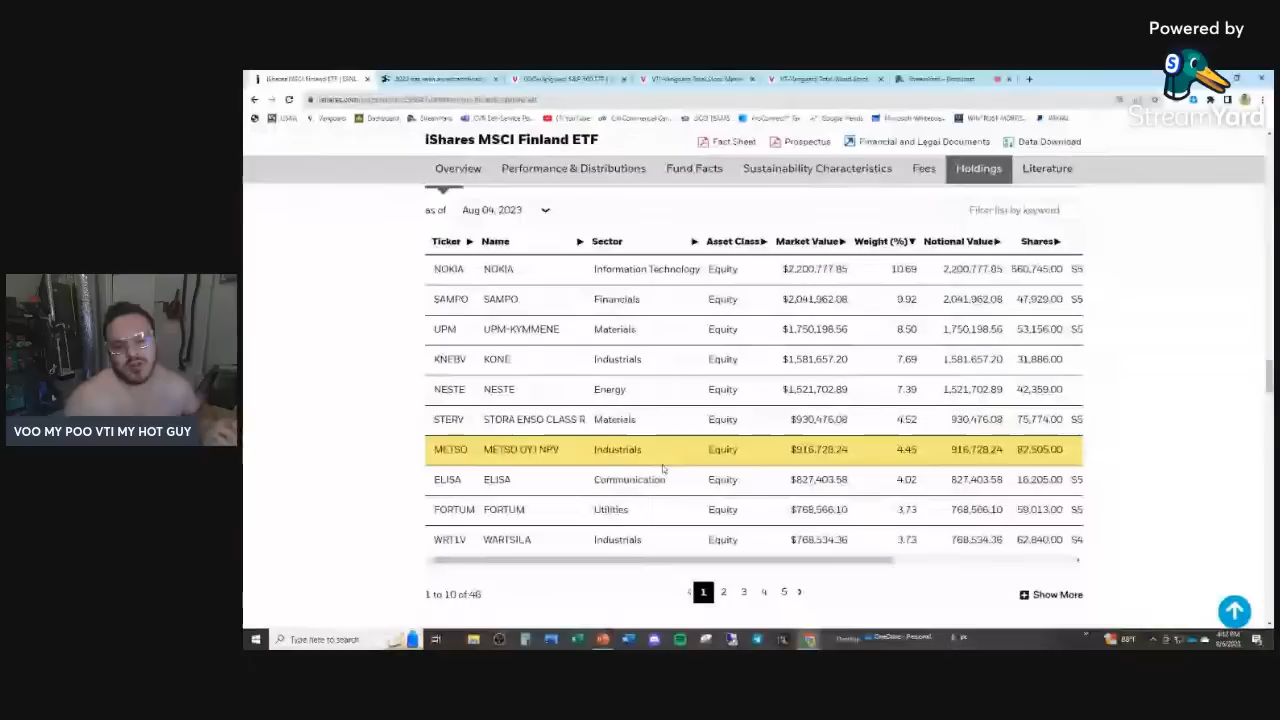 Powered by
StreamYard
iShares MSCI Finland ETF
Fact Sheet Prospectus Financial and Legal Documents Data Download
Overview Performance & Distributions Fund Facts Sustainability Characteristics Fees Holdings Literature
as of Aug 04, 2023
Filter list by keyword
Ticker Name Sector Asset Class Market Value Weight (%) Notional Value Shares
NOKIA NOKIA Information Technology Equity $2,200,777.85 10.69 2,200,777.85 560,745.00
SAMPO SAMPO Financials Equity $2,041,962.08 9.92 2,041,962.08 47,929.00
UPM UPM-KYMMENE Materials Equity $1,750,198.56 8.50 1,750,198.56 53,156.00
KNEBV KONE Industrials Equity $1,581,657.20 7.69 1,581,657.20 31,886.00
NESTE NESTE Energy Equity $1,521,702.89 7.39 1,521,702.89 42,359.00
STERV STORA ENSO CLASS R Materials Equity $930,476.08 4.52 930,476.08 75,774.00
METSO METSO OYJ NPV Industrials Equity $916,728.24 4.45 916,728.24 82,505.00
ELISA ELISA Communication Equity $827,403.58 4.02 827,403.58 16,205.00
FORTUM FORTUM Utilities Equity $768,566.10 3.73 768,566.10 59,013.00
WRT1V WARTSILA Industrials Equity $768,534.36 3.73 768,534.36 62,840.00
1 to 10 of 46
1 2 3 4 5
Show More
VOO MY POO VTI MY HOT GUY
Type here to search
88°F